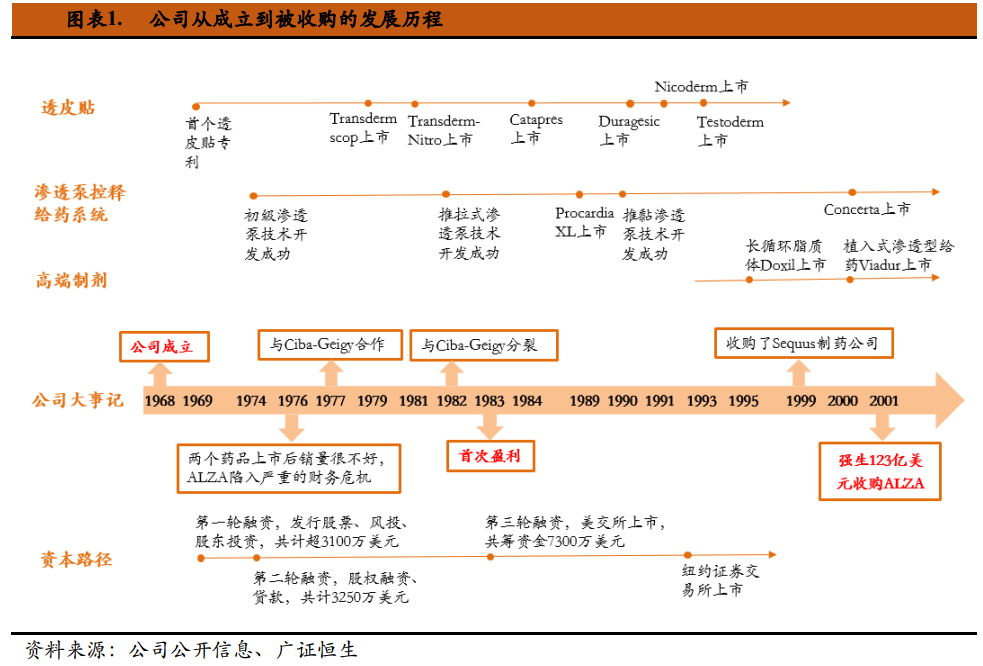 图表1. 公司从成立到被收购的发展历程
透皮贴
首个透
皮贴专
利
Transderm
scop上市
Transderm-
Nitro上市
Catapres
上市
Duragesic
上市
Nicoderm上市
Testoderm
上市
渗透泵控释
给药系统
初级渗透
泵技术开
发成功
推拉式渗
透泵技术
开发成功
Procardia
XL上市
推黏渗透
泵技术开
发成功
Concerta上市
高端制剂
长循环脂质
体Doxil上市
植入式渗透型给
药Viadur上市
公司成立
与Ciba-Geigy合作
与Ciba-Geigy分裂
收购了Sequus制药公司
公司大事记
1968 1969 1974 1976 1977 1979 1981 1982 1983 1984 1989 1990 1991 1993 1995 1999 2000 2001
两个药品上市后销量很不好，
ALZA陷入严重的财务危机
首次盈利
强生123亿美
元收购ALZA
资本路径
第一轮融资，发行股票、风投、
股东投资，共计超3100万美元
第二轮融资，股权融资、
贷款，共计3250万美元
第三轮融资，美交所上市，
共筹资金7300万美元
纽约证券交
易所上市
资料来源：公司公开信息、广证恒生